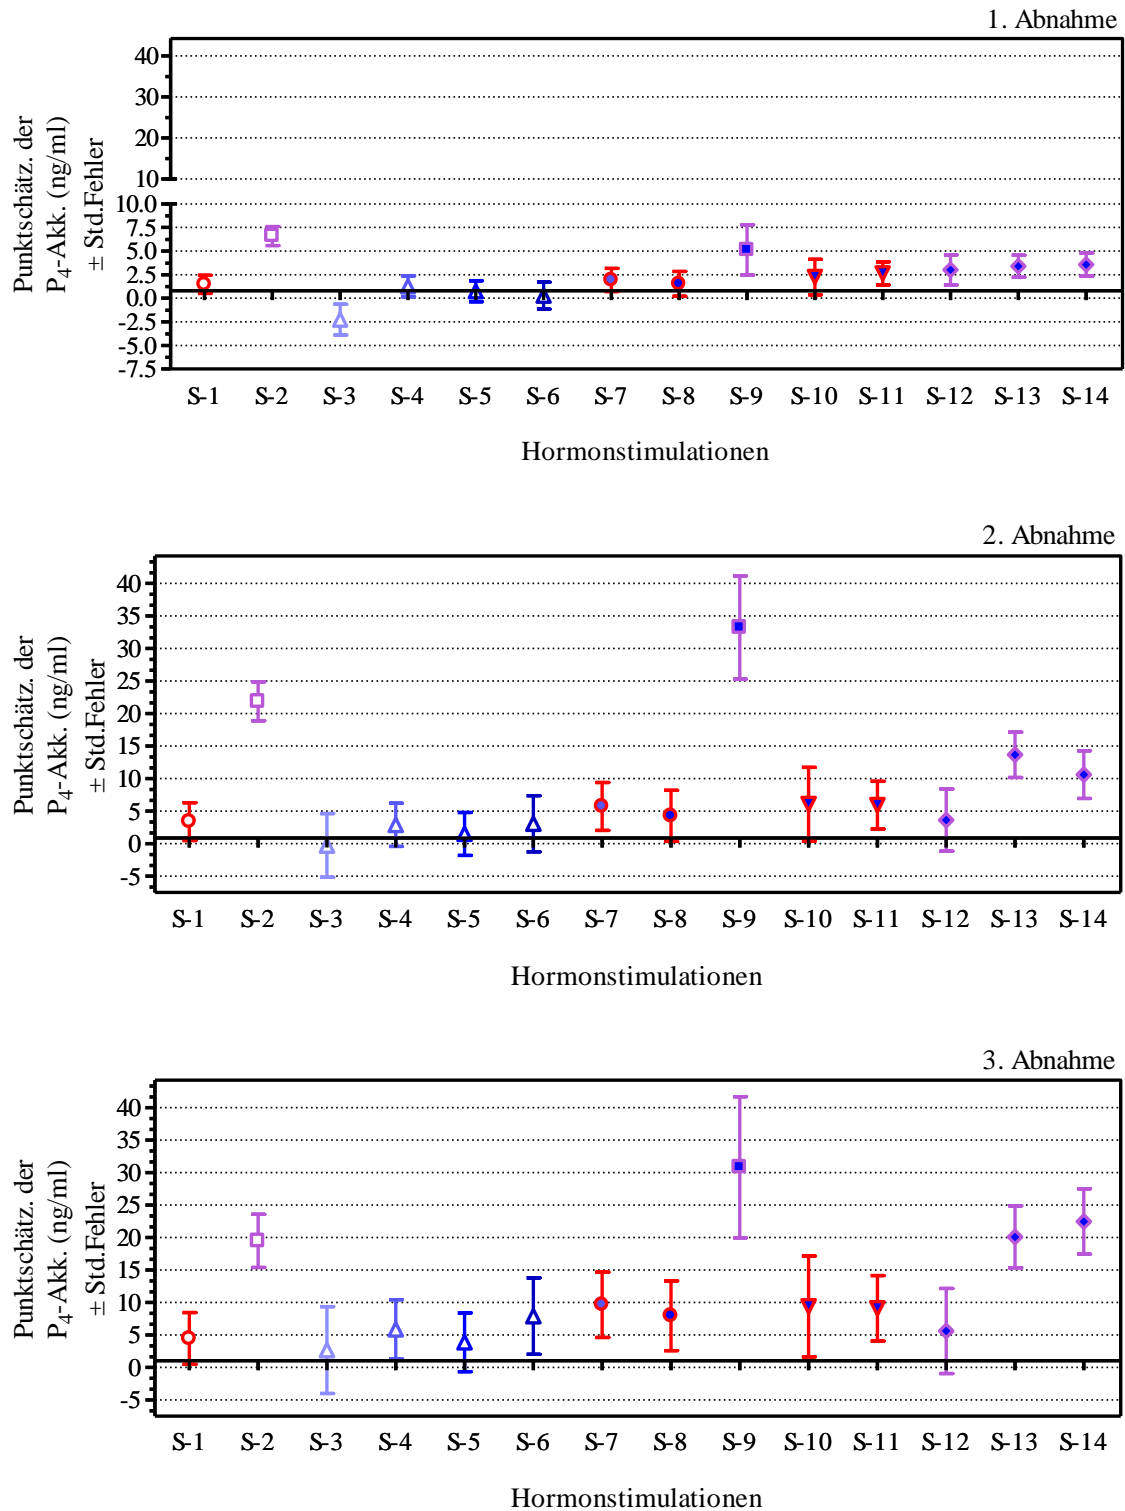 1. Abnahme
Punktschätz. der
P₄-Akk. (ng/ml)
± Std.Fehler
40
30
20
10
10.0
7.5
5.0
2.5
0.0
-2.5
-5.0
-7.5
S-1 S-2 S-3 S-4 S-5 S-6 S-7 S-8 S-9 S-10 S-11 S-12 S-13 S-14
Hormonstimulationen
2. Abnahme
Punktschätz. der
P₄-Akk. (ng/ml)
± Std.Fehler
40
35
30
25
20
15
10
5
0
-5
S-1 S-2 S-3 S-4 S-5 S-6 S-7 S-8 S-9 S-10 S-11 S-12 S-13 S-14
Hormonstimulationen
3. Abnahme
Punktschätz. der
P₄-Akk. (ng/ml)
± Std.Fehler
40
35
30
25
20
15
10
5
0
-5
S-1 S-2 S-3 S-4 S-5 S-6 S-7 S-8 S-9 S-10 S-11 S-12 S-13 S-14
Hormonstimulationen